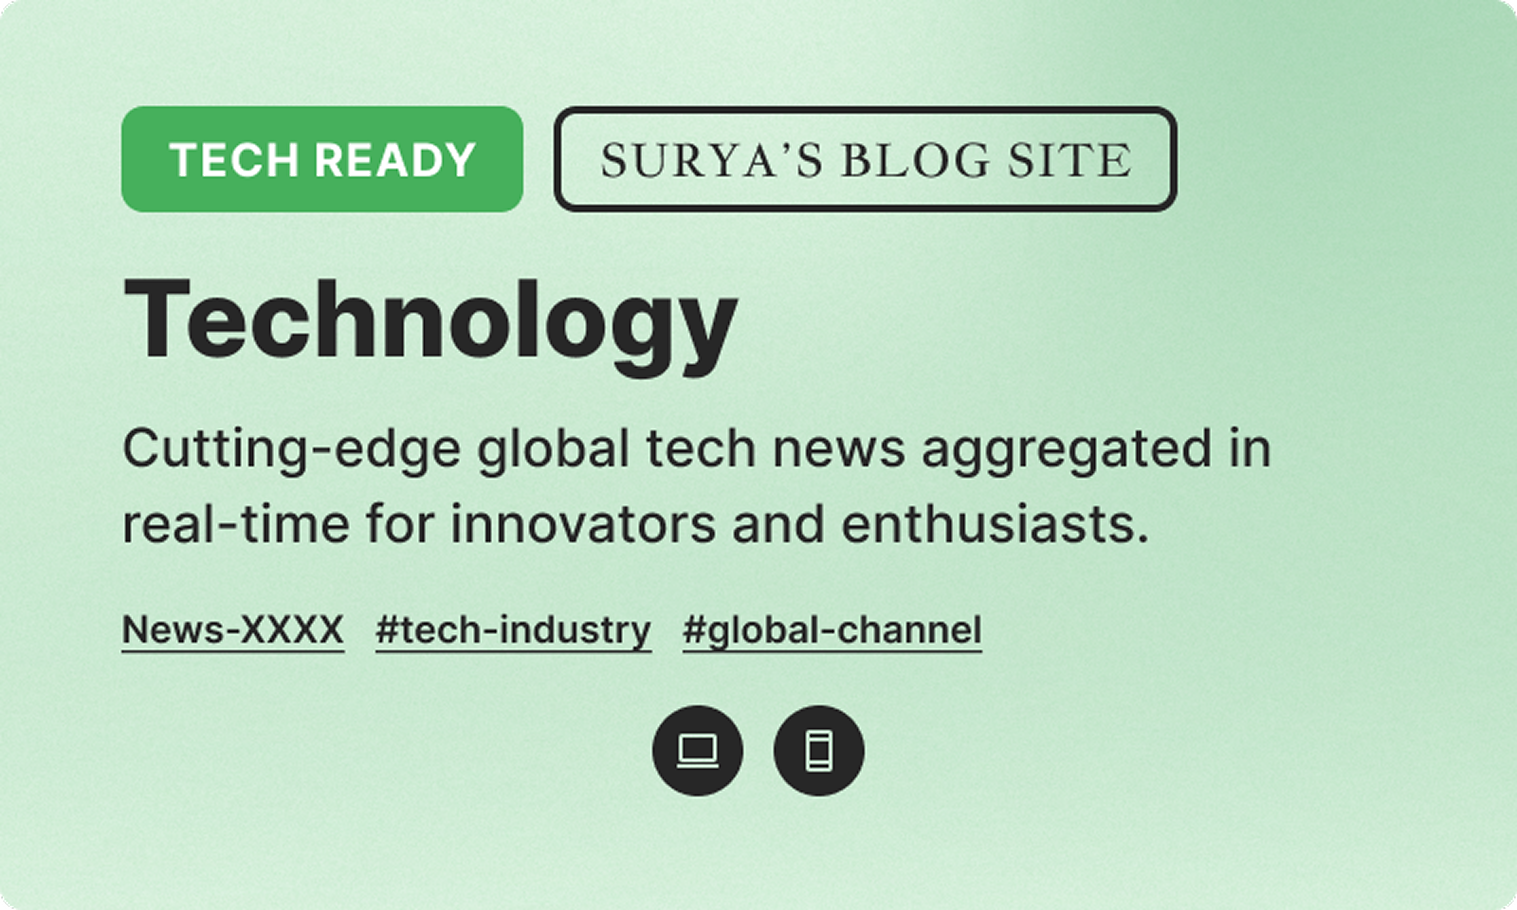 TECH READY SURYA’S BLOG SITE
Technology
Cutting-edge global tech news aggregated in
real-time for innovators and enthusiasts.
News-XXXX #tech-industry #global-channel